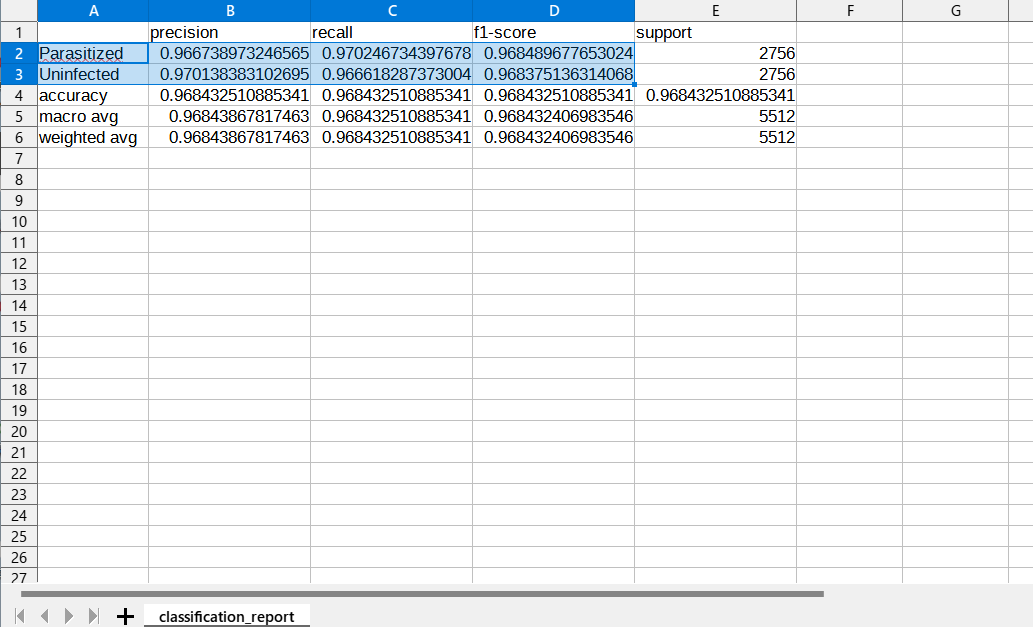 A B C D E F G
1 precision recall f1-score support
2 Parasitized 0.966738973246565 0.970246734397678 0.968489677653024 2756
3 Uninfected 0.970138383102695 0.966618287373004 0.968375136314068 2756
4 accuracy 0.968432510885341 0.968432510885341 0.968432510885341 0.968432510885341
5 macro avg 0.96843867817463 0.968432510885341 0.968432406983546 5512
6 weighted avg 0.96843867817463 0.968432510885341 0.968432406983546 5512
7
8
9
10
11
12
13
14
15
16
17
18
19
20
21
22
23
24
25
26
27
classification_report